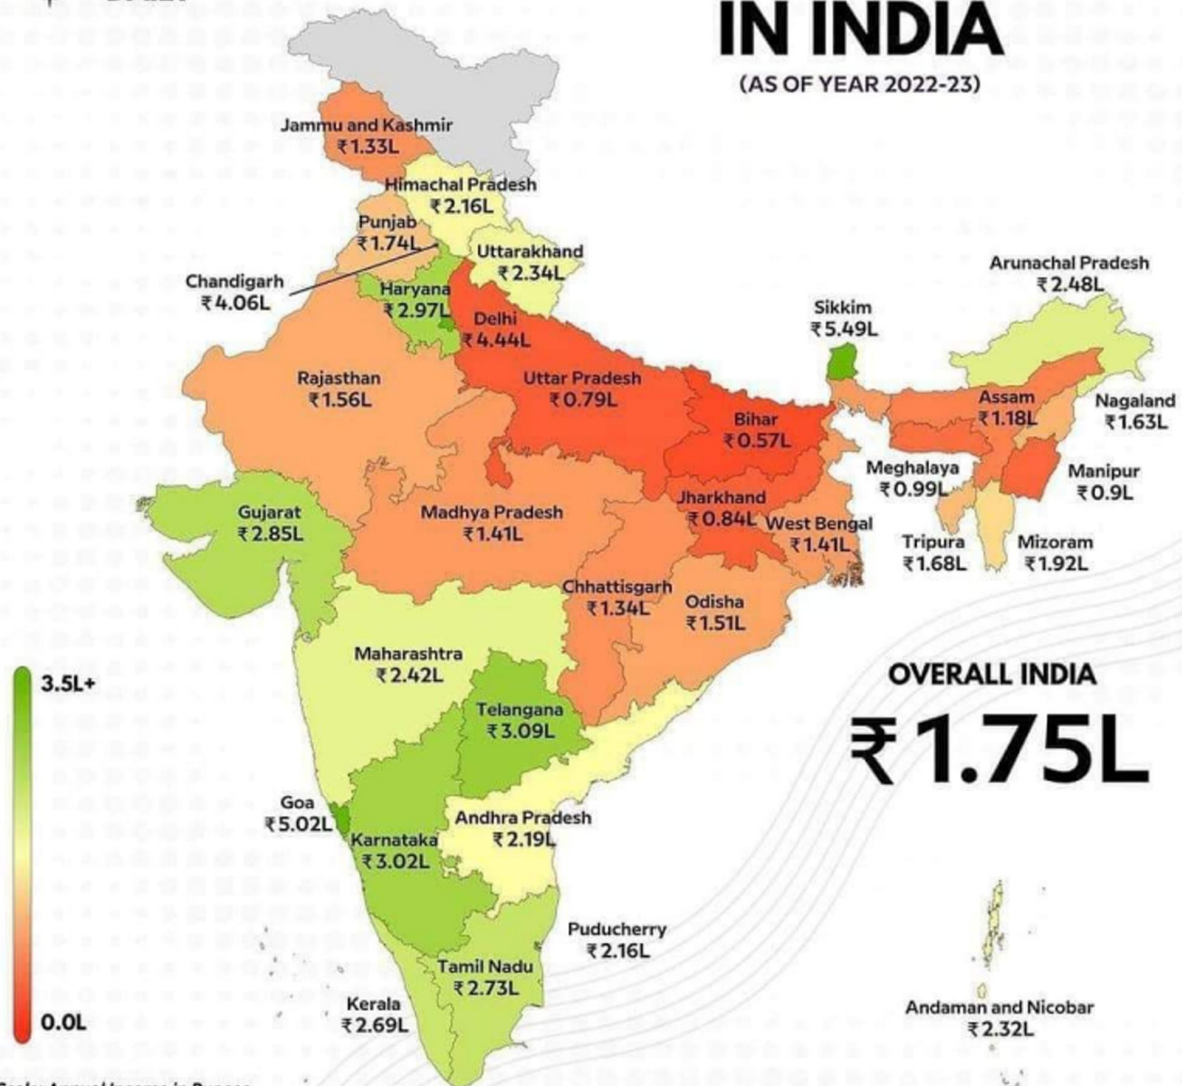 IN INDIA
(AS OF YEAR 2022-23)
Jammu and Kashmir
₹1.33L
Himachal Pradesh
₹2.16L
Punjab
₹1.74L
Uttarakhand
₹2.34L
Chandigarh
₹4.06L
Haryana
₹2.97L
Delhi
₹4.44L
Arunachal Pradesh
₹2.48L
Sikkim
₹5.49L
Rajasthan
₹1.56L
Uttar Pradesh
₹0.79L
Bihar
₹0.57L
Assam
₹1.18L
Nagaland
₹1.63L
Meghalaya
₹0.99L
Manipur
₹0.9L
Gujarat
₹2.85L
Madhya Pradesh
₹1.41L
Jharkhand
₹0.84L
West Bengal
₹1.41L
Tripura
₹1.68L
Mizoram
₹1.92L
Chhattisgarh
₹1.34L
Odisha
₹1.51L
Maharashtra
₹2.42L
Telangana
₹3.09L
OVERALL INDIA
₹1.75L
3.5L+
0.0L
Goa
₹5.02L
Karnataka
₹3.02L
Andhra Pradesh
₹2.19L
Puducherry
₹2.16L
Tamil Nadu
₹2.73L
Kerala
₹2.69L
Andaman and Nicobar
₹2.32L